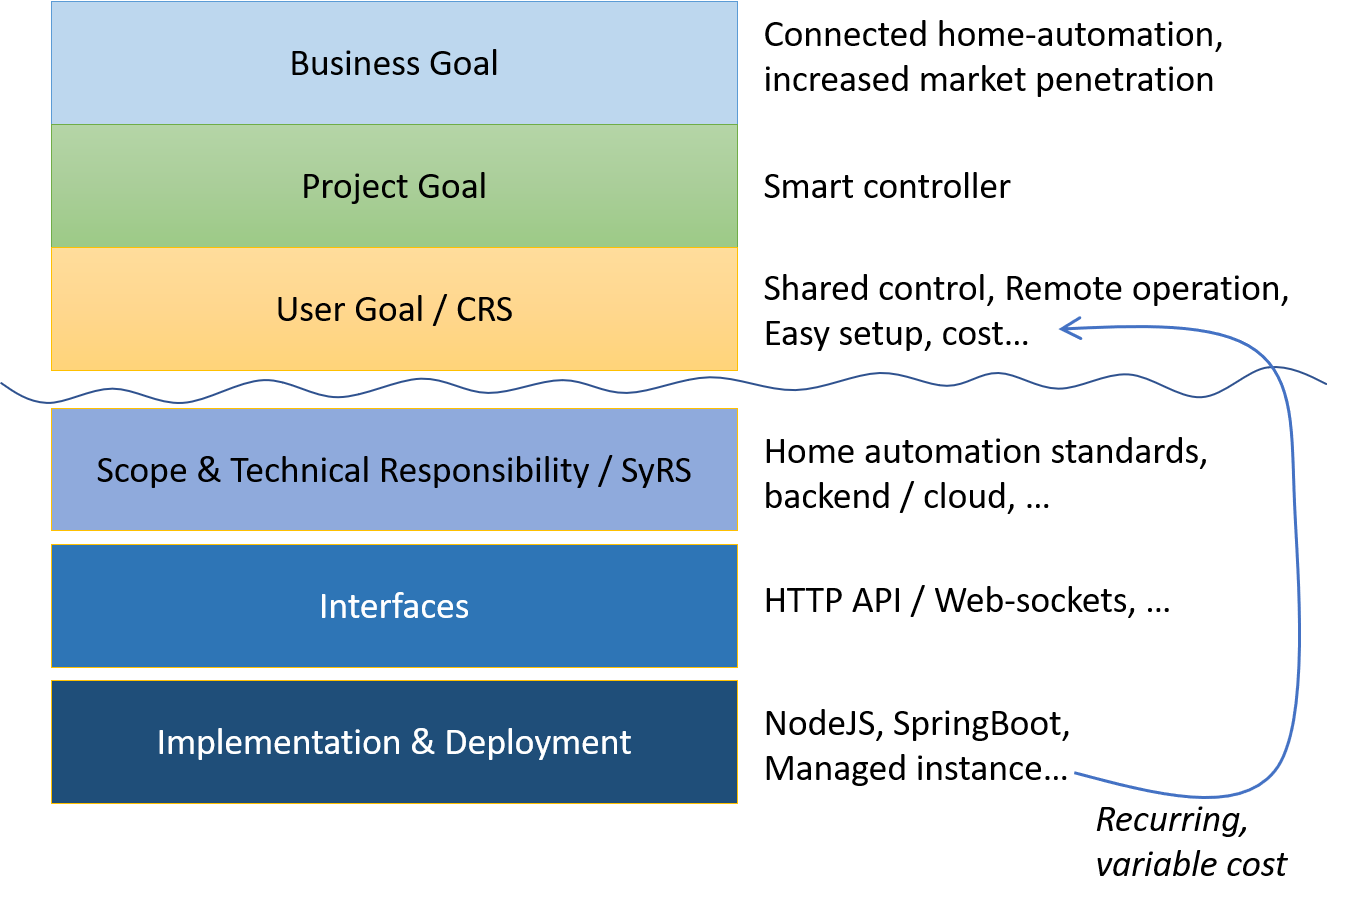 Business Goal
Connected home-automation,
increased market penetration
Project Goal
Smart controller
User Goal / CRS
Shared control, Remote operation,
Easy setup, cost...
Scope & Technical Responsibility / SyRS
Home automation standards,
backend / cloud, ...
Interfaces
HTTP API / Web-sockets, ...
Implementation & Deployment
NodeJS, SpringBoot,
Managed instance...
Recurring,
variable cost